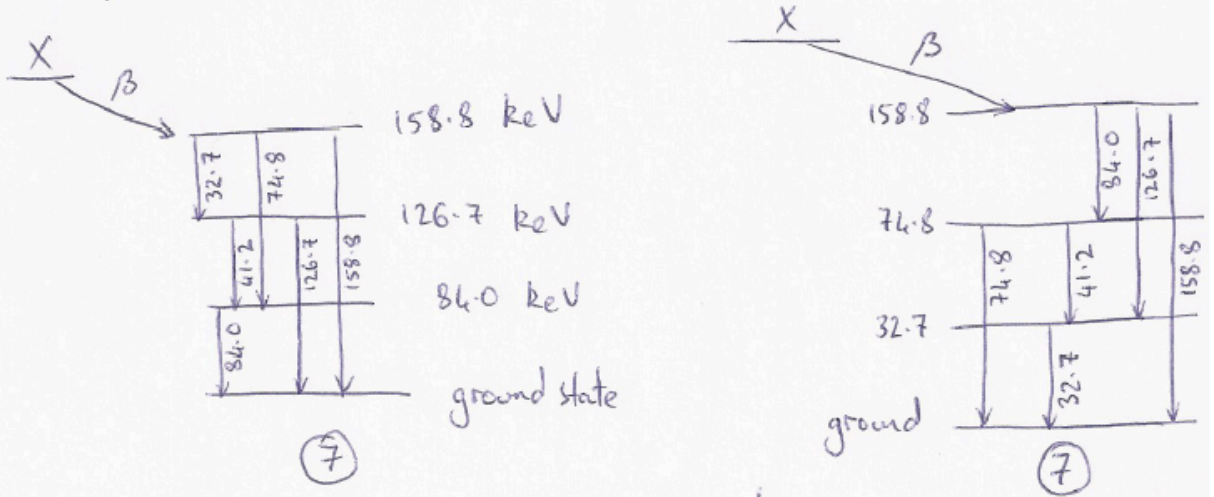 X
β
158.8 keV
32.7
74.8
126.7 keV
41.2
126.7
158.8
84.0 keV
84.0
ground state
7
X
β
158.8
84.0
126.7
74.8
74.8
41.2
158.8
32.7
32.7
ground
7